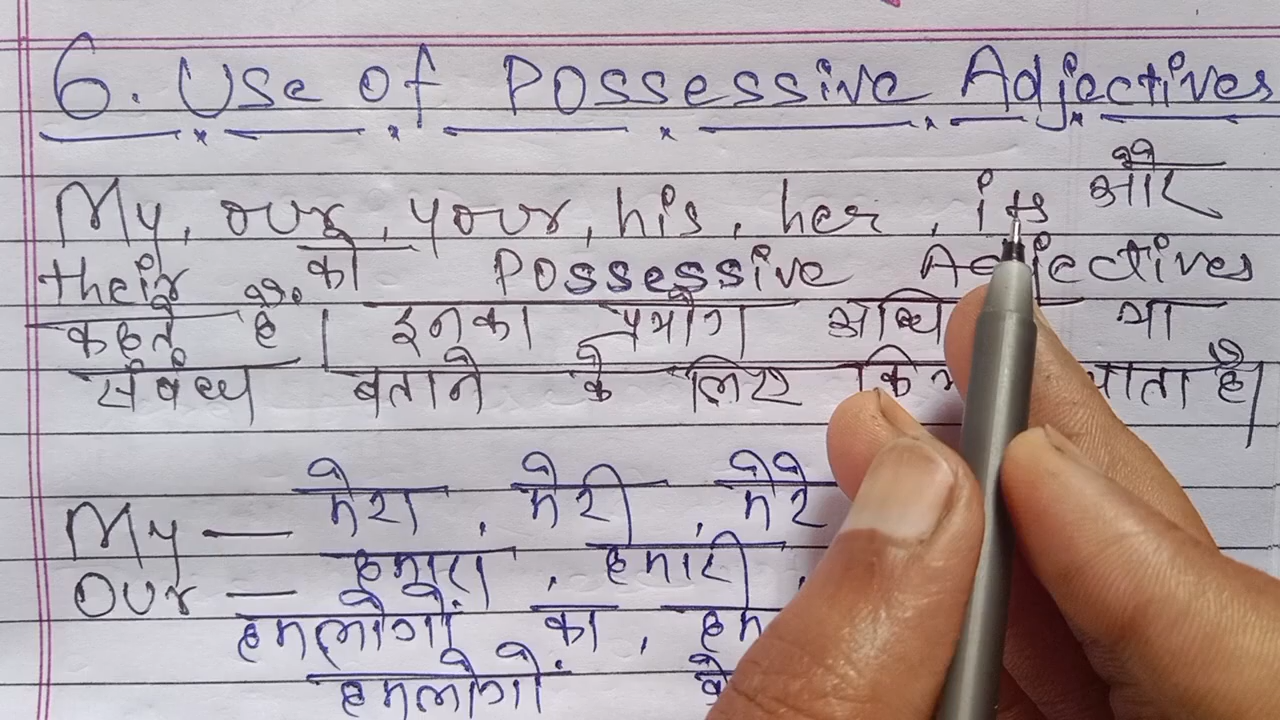 6. Use of Possessive Adjectives
My, our, your, his, her, its और
their को Possessive Adjectives
कहते हैं। इनका प्रयोग या
संबंध बताने के लिए है।
My — मेरा, मेरी, मेरे
Our — हमारा, हमारी,
हमलोगों का,
हमलोगों